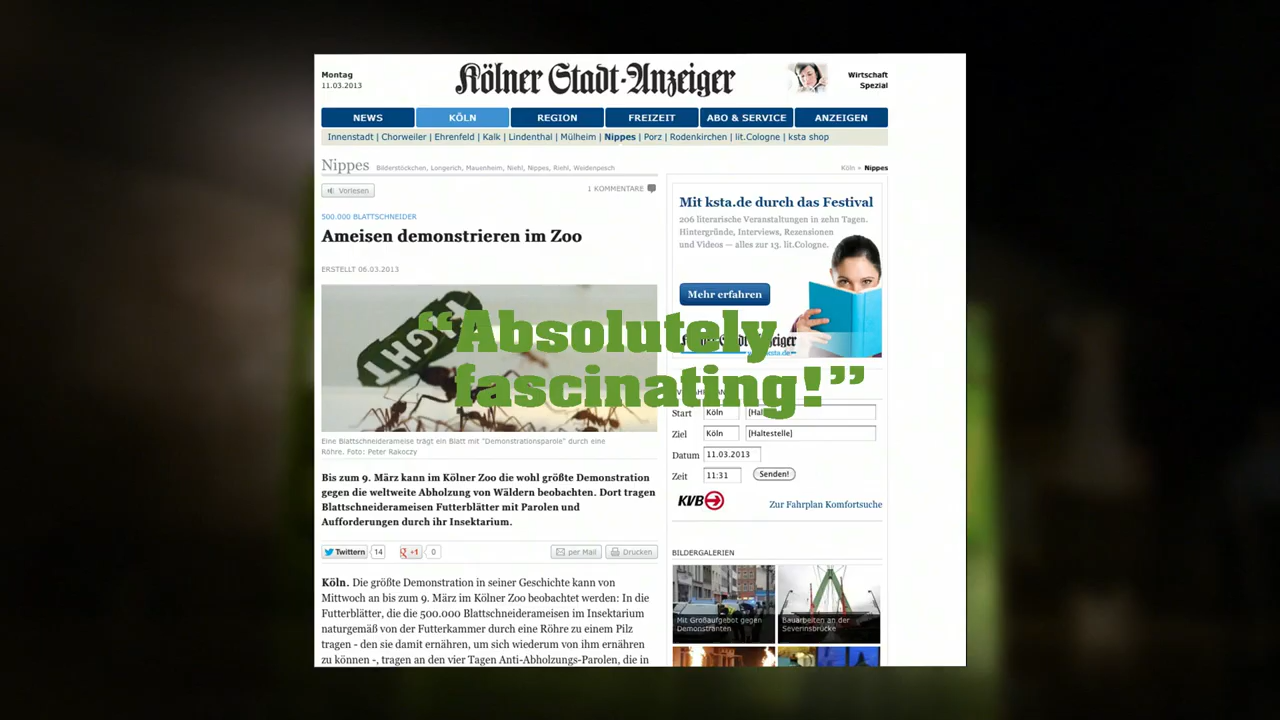 Montag
11.03.2013
Kölner Stadt-Anzeiger
Wirtschaft
Spezial
NEWS
KÖLN
REGION
FREIZEIT
ABO & SERVICE
ANZEIGEN
Innenstadt | Chorweiler | Ehrenfeld | Kalk | Lindenthal | Mülheim | Nippes | Porz | Rodenkirchen | lit.Cologne | ksta shop
Nippes Bilderstöckchen, Longerich, Mauenheim, Niehl, Nippes, Riehl, Weidenpesch
Köln » Nippes
Vorlesen
1 KOMMENTARE
500.000 BLATTSCHNEIDER
Ameisen demonstrieren im Zoo
ERSTELLT 06.03.2013
“Absolutely
fascinating!”
Eine Blattschneiderameise trägt ein Blatt mit "Demonstrationsparole" durch eine
Röhre. Foto: Peter Rakoczy
Bis zum 9. März kann im Kölner Zoo die wohl größte Demonstration
gegen die weltweite Abholzung von Wäldern beobachten. Dort tragen
Blattschneiderameisen Futterblätter mit Parolen und
Aufforderungen durch ihr Insektarium.
Twittern 14
+1 0
per Mail
Drucken
Köln. Die größte Demonstration in seiner Geschichte kann von
Mittwoch an bis zum 9. März im Kölner Zoo beobachtet werden: In die
Futterblätter, die die 500.000 Blattschneiderameisen im Insektarium
naturgemäß von der Futterkammer durch eine Röhre zu einem Pilz
tragen - den sie damit ernähren, um sich wiederum von ihm ernähren
zu können -, tragen an den vier Tagen Anti-Abholzungs-Parolen, die in
Mit ksta.de durch das Festival
206 literarische Veranstaltungen in zehn Tagen.
Hintergründe, Interviews, Rezensionen
und Videos — alles zur 13. lit.Cologne.
Mehr erfahren
Start Köln [Haltestelle]
Ziel Köln [Haltestelle]
Datum 11.03.2013
Zeit 11:31 Senden!
KVB
Zur Fahrplan Komfortsuche
BILDERGALERIEN
Mit Großaufgebot gegen
Demonstranten
Bauarbeiten an der
Severinsbrücke